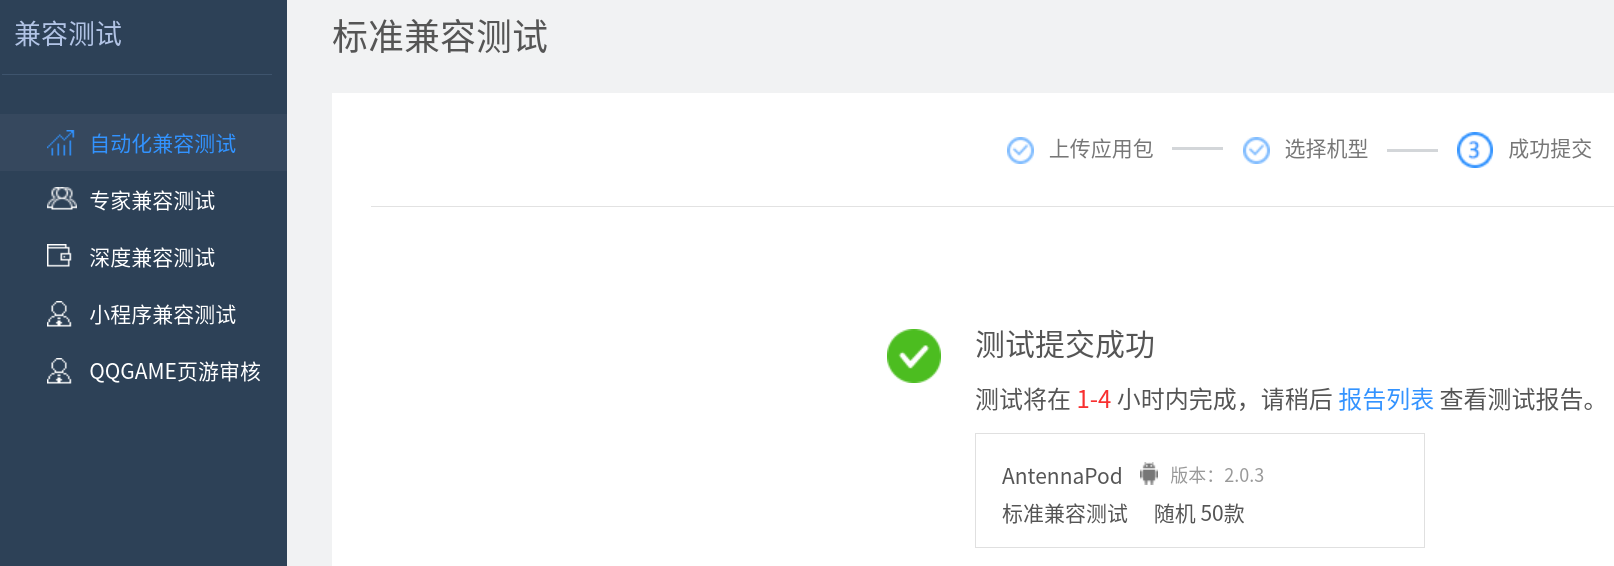 兼容测试
自动化兼容测试
专家兼容测试
深度兼容测试
小程序兼容测试
QQGAME页游审核
标准兼容测试
上传应用包 选择机型 3 成功提交
测试提交成功
测试将在 1-4 小时内完成，请稍后 报告列表 查看测试报告。
AntennaPod 版本：2.0.3
标准兼容测试 随机 50款